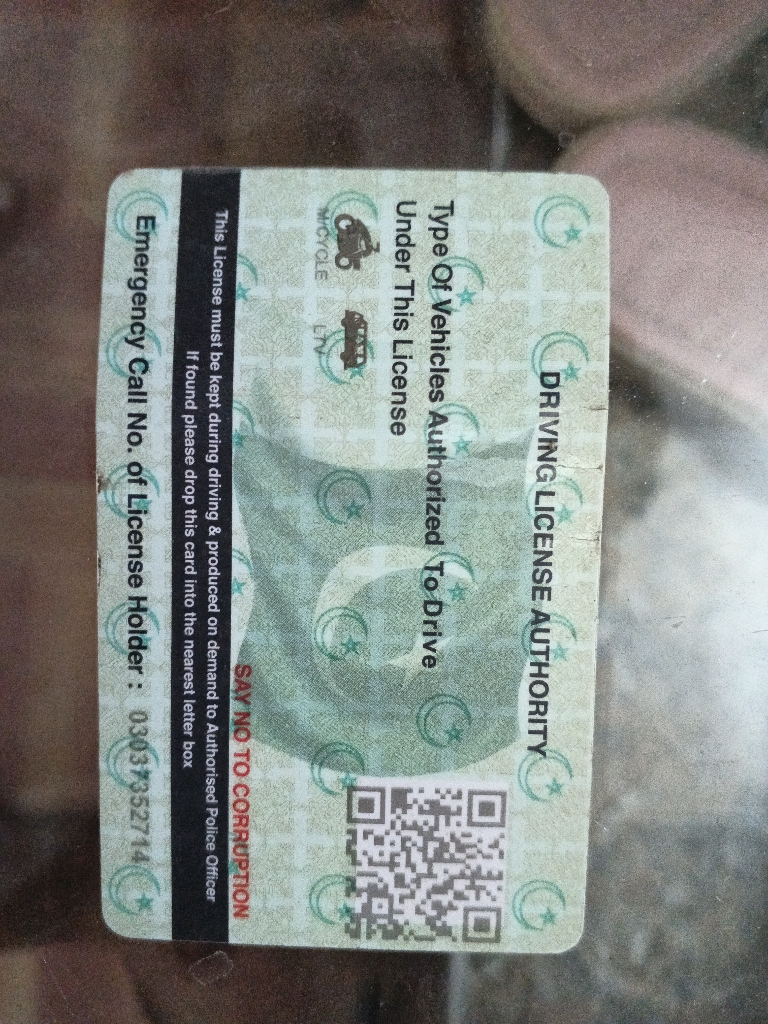 DRIVING LICENSE AUTHORITY
Type Of Vehicles Authorized To Drive
Under This License
M/CYCLE LTV
SAY NO TO CORRUPTION
This License must be kept during driving & produced on demand to Authorised Police Officer
If found please drop this card into the nearest letter box
Emergency Call No. of License Holder : 03037352714